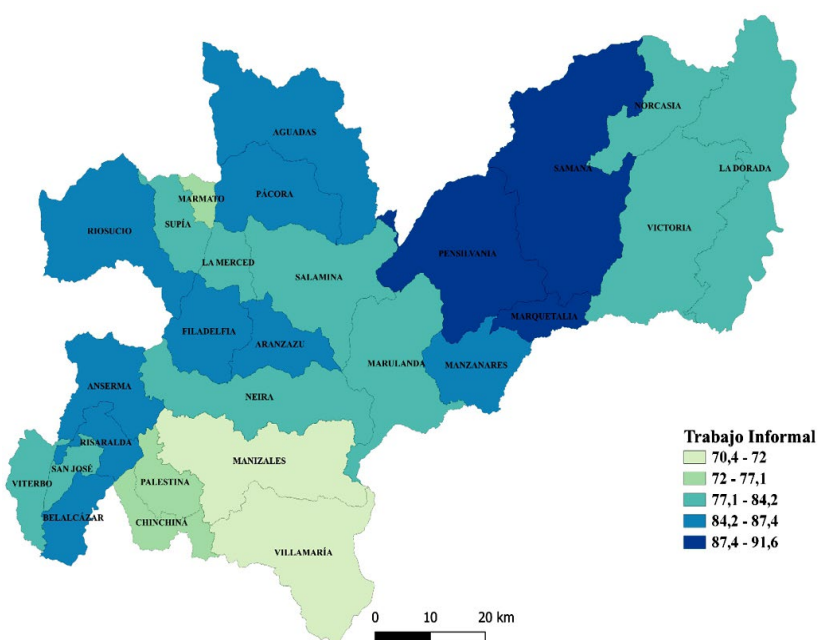 NORCASIA
AGUADAS
SAMANÁ
LA DORADA
MARMATO
PÁCORA
SUPÍA
RIOSUCIO
VICTORIA
PENSILVANIA
LA MERCED
SALAMINA
MARQUETALIA
FILADELFIA
ARANZAZU
MARULANDA
MANZANARES
ANSERMA
NEIRA
RISARALDA
MANIZALES
SAN JOSÉ
VITERBO
PALESTINA
BELALCÁZAR
CHINCHINÁ
VILLAMARÍA
Trabajo Informal
70,4 - 72
72 - 77,1
77,1 - 84,2
84,2 - 87,4
87,4 - 91,6
0 10 20 km